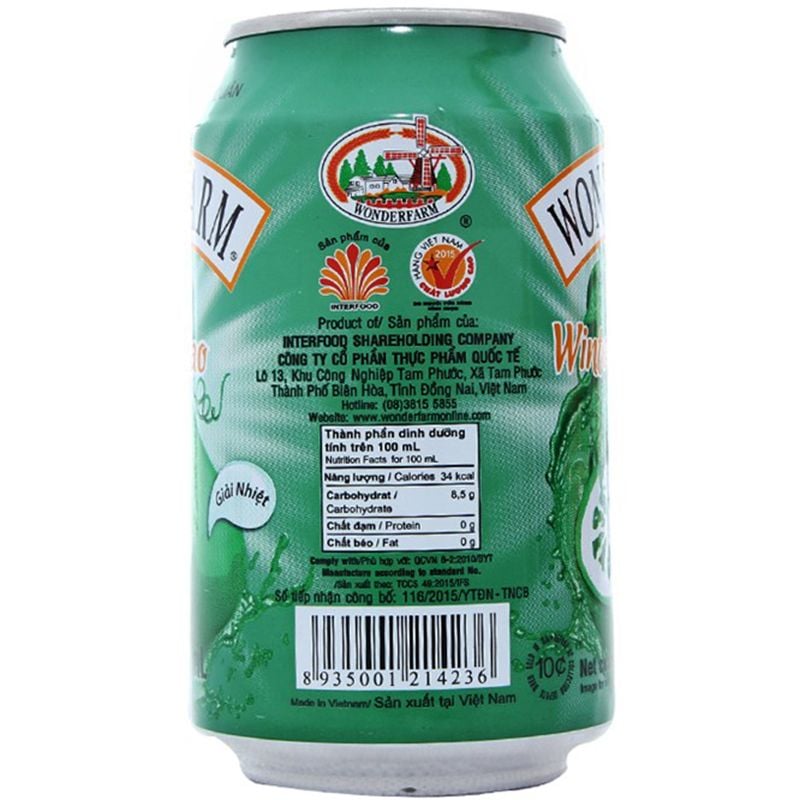 WONDERFARM
®
ARM
®
WON
Sản phẩm của
INTERFOOD
HÀNG VIỆT NAM
2015
CHẤT LƯỢNG CAO
Product of/ Sản phẩm của:
INTERFOOD SHAREHOLDING COMPANY
CÔNG TY CỔ PHẦN THỰC PHẨM QUỐC TẾ
Lô 13, Khu Công Nghiệp Tam Phước, Xã Tam Phước
Thành Phố Biên Hòa, Tỉnh Đồng Nai, Việt Nam
Hotline: (08)3815 5855
Website: www.wonderfarmonline.com
Thành phần dinh dưỡng
tính trên 100 mL
Nutrition Facts for 100 mL
Năng lượng / Calories 34 kcal
Carbohydrat / 8,5 g
Carbohydrate
Chất đạm / Protein 0 g
Chất béo / Fat 0 g
Giải Nhiệt
Comply with/Phù hợp với: QCVN 6-2:2010/BYT
Manufacture according to standard No.
/Sản xuất theo: TCCS 49:2015/IFS
Số tiếp nhận công bố: 116/2015/YTĐN-TNCB
8 935001 214236
Made in Vietnam/ Sản xuất tại Việt Nam
10¢
Net